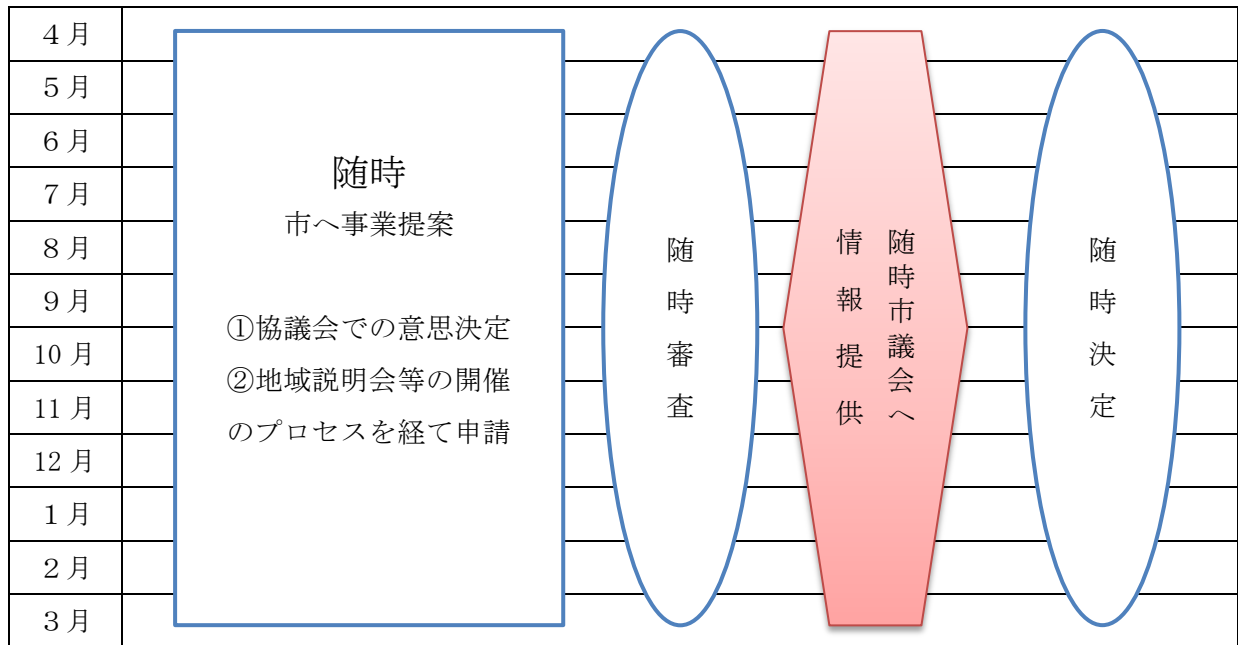 ４月
５月
６月
７月
８月
９月
10月
11月
12月
１月
２月
３月
随時
市へ事業提案
①協議会での意思決定
②地域説明会等の開催
のプロセスを経て申請
随時審査
随時市議会へ
情報提供
随時決定